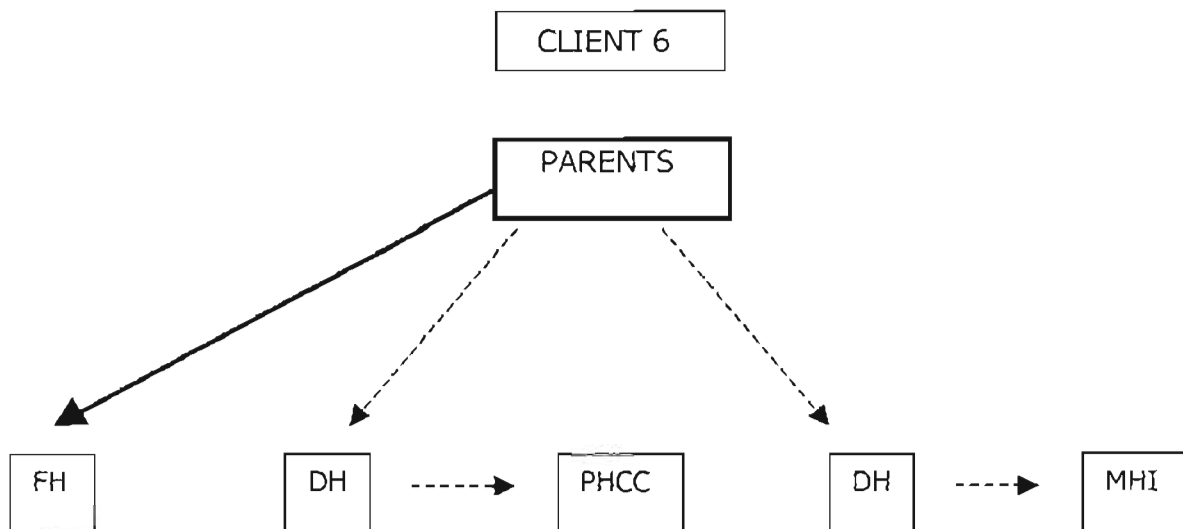 CLIENT 6
PARENTS
FH
DH
PHCC
DH
MHI